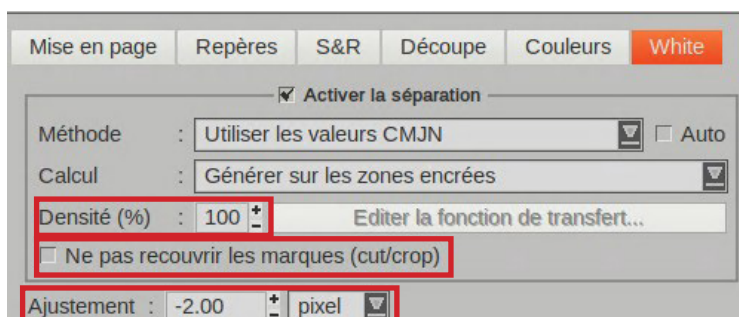 Mise en page Repères S&R Découpe Couleurs White
Activer la séparation
Méthode : Utiliser les valeurs CMJN Auto
Calcul : Générer sur les zones encrées
Densité (%) : 100 Editer la fonction de transfert...
Ne pas recouvrir les marques (cut/crop)
Ajustement : -2.00 pixel